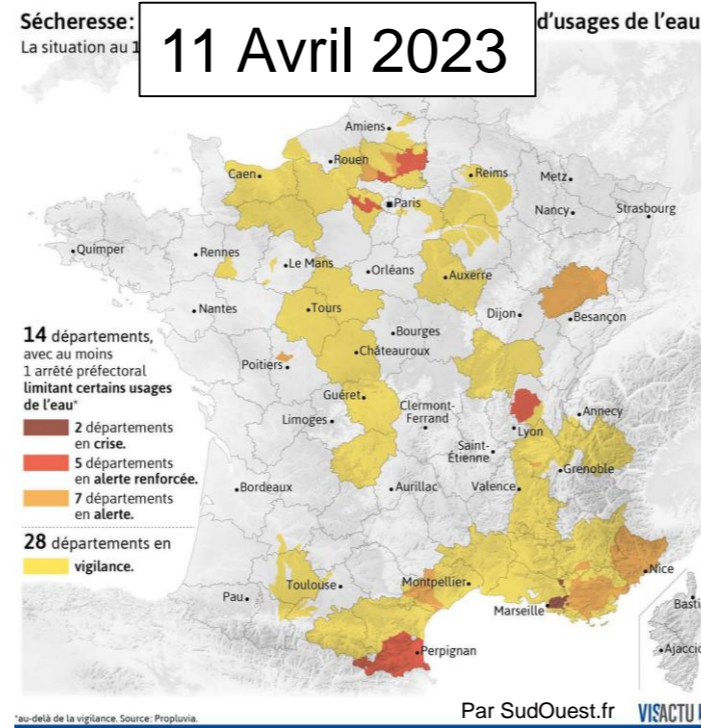 Sécheresse:
d'usages de l'eau
La situation au 1
11 Avril 2023
Amiens
Rouen
Caen
Reims
Metz
Paris
Nancy
Strasbourg
Quimper
Rennes
Le Mans
Orléans
Auxerre
Nantes
Tours
Dijon
Besançon
Bourges
Châteauroux
Poitiers
Guéret
Limoges
Clermont-
Ferrand
Annecy
Lyon
Saint-
Étienne
Grenoble
Bordeaux
Aurillac
Valence
Toulouse
Montpellier
Nice
Pau
Marseille
Perpignan
Basti
Ajaccio
14 départements,
avec au moins
1 arrêté préfectoral
limitant certains usages
de l'eau*
2 départements
en crise.
5 départements
en alerte renforcée.
7 départements
en alerte.
28 départements en
vigilance.
*au-delà de la vigilance. Source: Propluvia.
Par SudOuest.fr
VISACTU